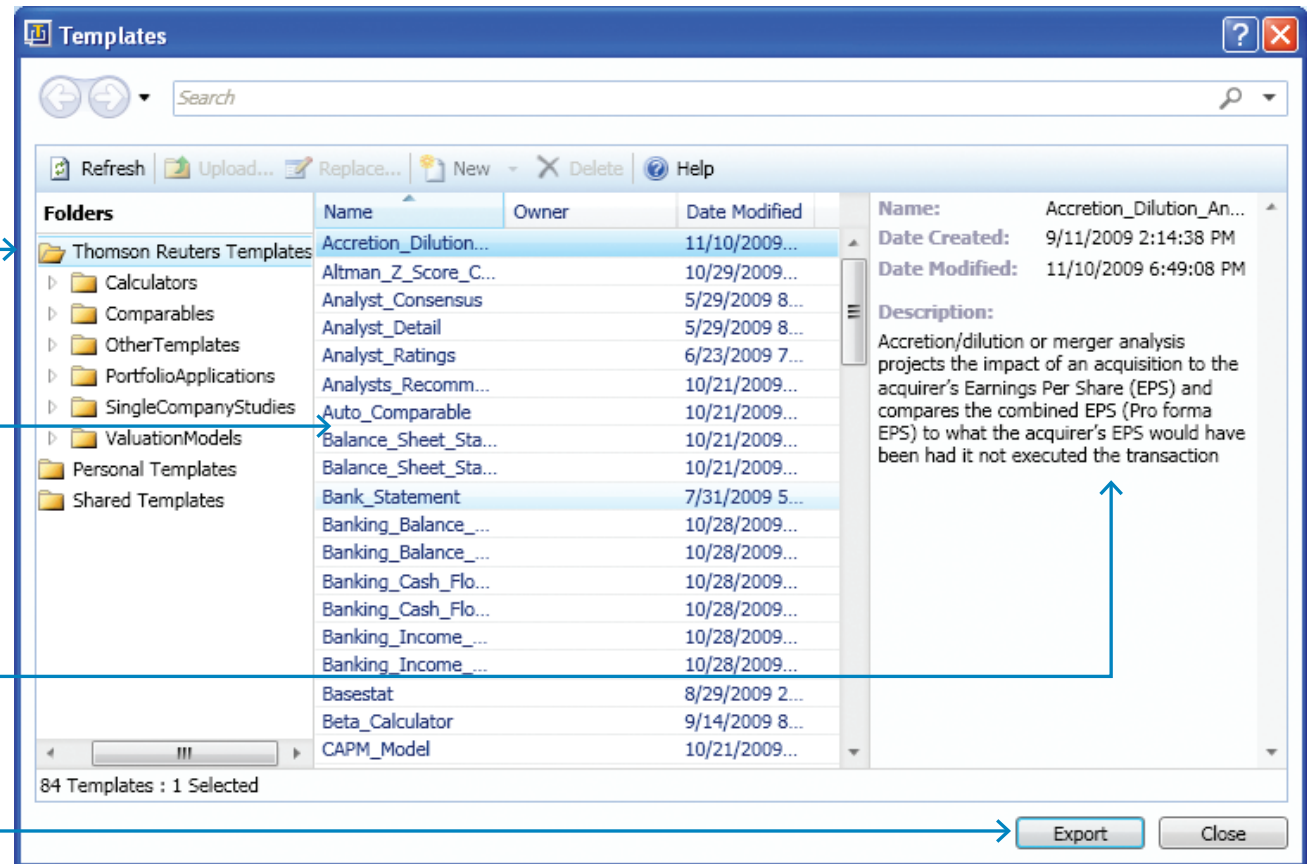 Templates
Search
Refresh Upload... Replace... New Delete Help
Folders
Thomson Reuters Templates
Calculators
Comparables
OtherTemplates
PortfolioApplications
SingleCompanyStudies
ValuationModels
Personal Templates
Shared Templates
Name Owner Date Modified
Accretion_Dilution... 11/10/2009...
Altman_Z_Score_C... 10/29/2009...
Analyst_Consensus 5/29/2009 8...
Analyst_Detail 5/29/2009 8...
Analyst_Ratings 6/23/2009 7...
Analysts_Recomm... 10/21/2009...
Auto_Comparable 10/21/2009...
Balance_Sheet_Sta... 10/21/2009...
Balance_Sheet_Sta... 10/21/2009...
Bank_Statement 7/31/2009 5...
Banking_Balance_... 10/28/2009...
Banking_Balance_... 10/28/2009...
Banking_Cash_Flo... 10/28/2009...
Banking_Cash_Flo... 10/28/2009...
Banking_Income_... 10/28/2009...
Banking_Income_... 10/28/2009...
Basestat 8/29/2009 2...
Beta_Calculator 9/14/2009 8...
CAPM_Model 10/21/2009...
Name: Accretion_Dilution_An...
Date Created: 9/11/2009 2:14:38 PM
Date Modified: 11/10/2009 6:49:08 PM
Description:
Accretion/dilution or merger analysis
projects the impact of an acquisition to the
acquirer's Earnings Per Share (EPS) and
compares the combined EPS (Pro forma
EPS) to what the acquirer's EPS would have
been had it not executed the transaction
84 Templates : 1 Selected
Export Close